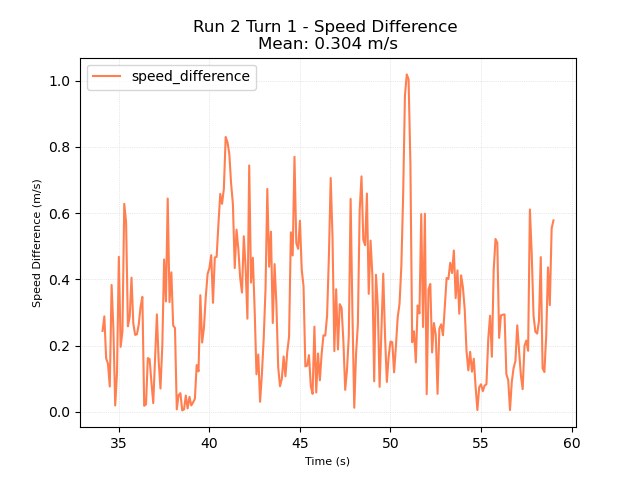 Run 2 Turn 1 - Speed Difference
Mean: 0.304 m/s
speed_difference
1.0
0.8
0.6
0.4
0.2
0.0
Speed Difference (m/s)
35
40
45
50
55
60
Time (s)